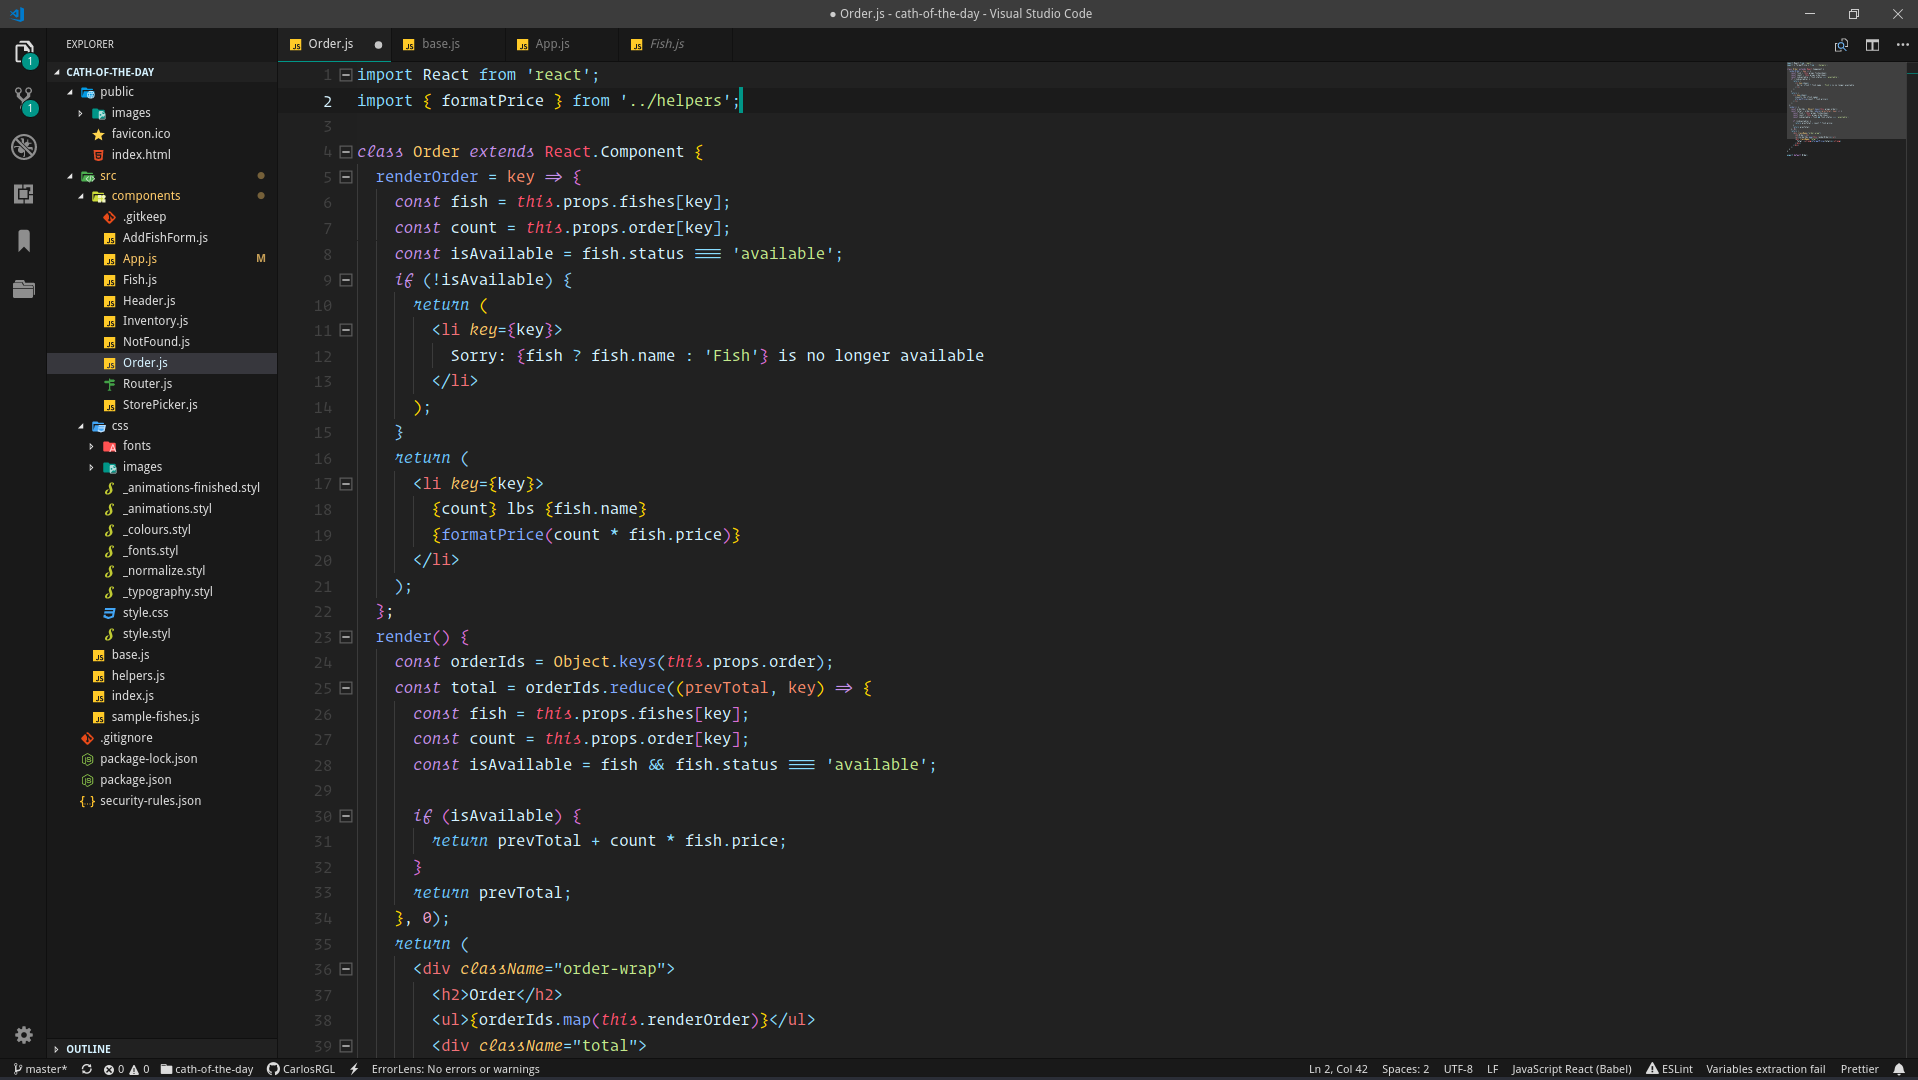 ● Order.js - cath-of-the-day - Visual Studio Code
EXPLORER
Order.js ●
base.js
App.js
Fish.js
1
1
CATH-OF-THE-DAY
public
images
favicon.ico
index.html
src
components
.gitkeep
AddFishForm.js
App.js M
Fish.js
Header.js
Inventory.js
NotFound.js
Order.js
Router.js
StorePicker.js
css
fonts
images
_animations-finished.styl
_animations.styl
_colours.styl
_fonts.styl
_normalize.styl
_typography.styl
style.css
style.styl
base.js
helpers.js
index.js
sample-fishes.js
.gitignore
package-lock.json
package.json
security-rules.json
OUTLINE
1 import React from 'react';
2 import { formatPrice } from '../helpers';
3
4 class Order extends React.Component {
5 renderOrder = key => {
6 const fish = this.props.fishes[key];
7 const count = this.props.order[key];
8 const isAvailable = fish.status === 'available';
9 if (!isAvailable) {
10 return (
11 <li key={key}>
12 Sorry: {fish ? fish.name : 'Fish'} is no longer available
13 </li>
14 );
15 }
16 return (
17 <li key={key}>
18 {count} lbs {fish.name}
19 {formatPrice(count * fish.price)}
20 </li>
21 );
22 };
23 render() {
24 const orderIds = Object.keys(this.props.order);
25 const total = orderIds.reduce((prevTotal, key) => {
26 const fish = this.props.fishes[key];
27 const count = this.props.order[key];
28 const isAvailable = fish && fish.status === 'available';
29
30 if (isAvailable) {
31 return prevTotal + count * fish.price;
32 }
33 return prevTotal;
34 }, 0);
35 return (
36 <div className="order-wrap">
37 <h2>Order</h2>
38 <ul>{orderIds.map(this.renderOrder)}</ul>
39 <div className="total">
master* 0 0 cath-of-the-day CarlosRGL ErrorLens: No errors or warnings Ln 2, Col 42 Spaces: 2 UTF-8 LF JavaScript React (Babel) ESLint Variables extraction fail Prettier